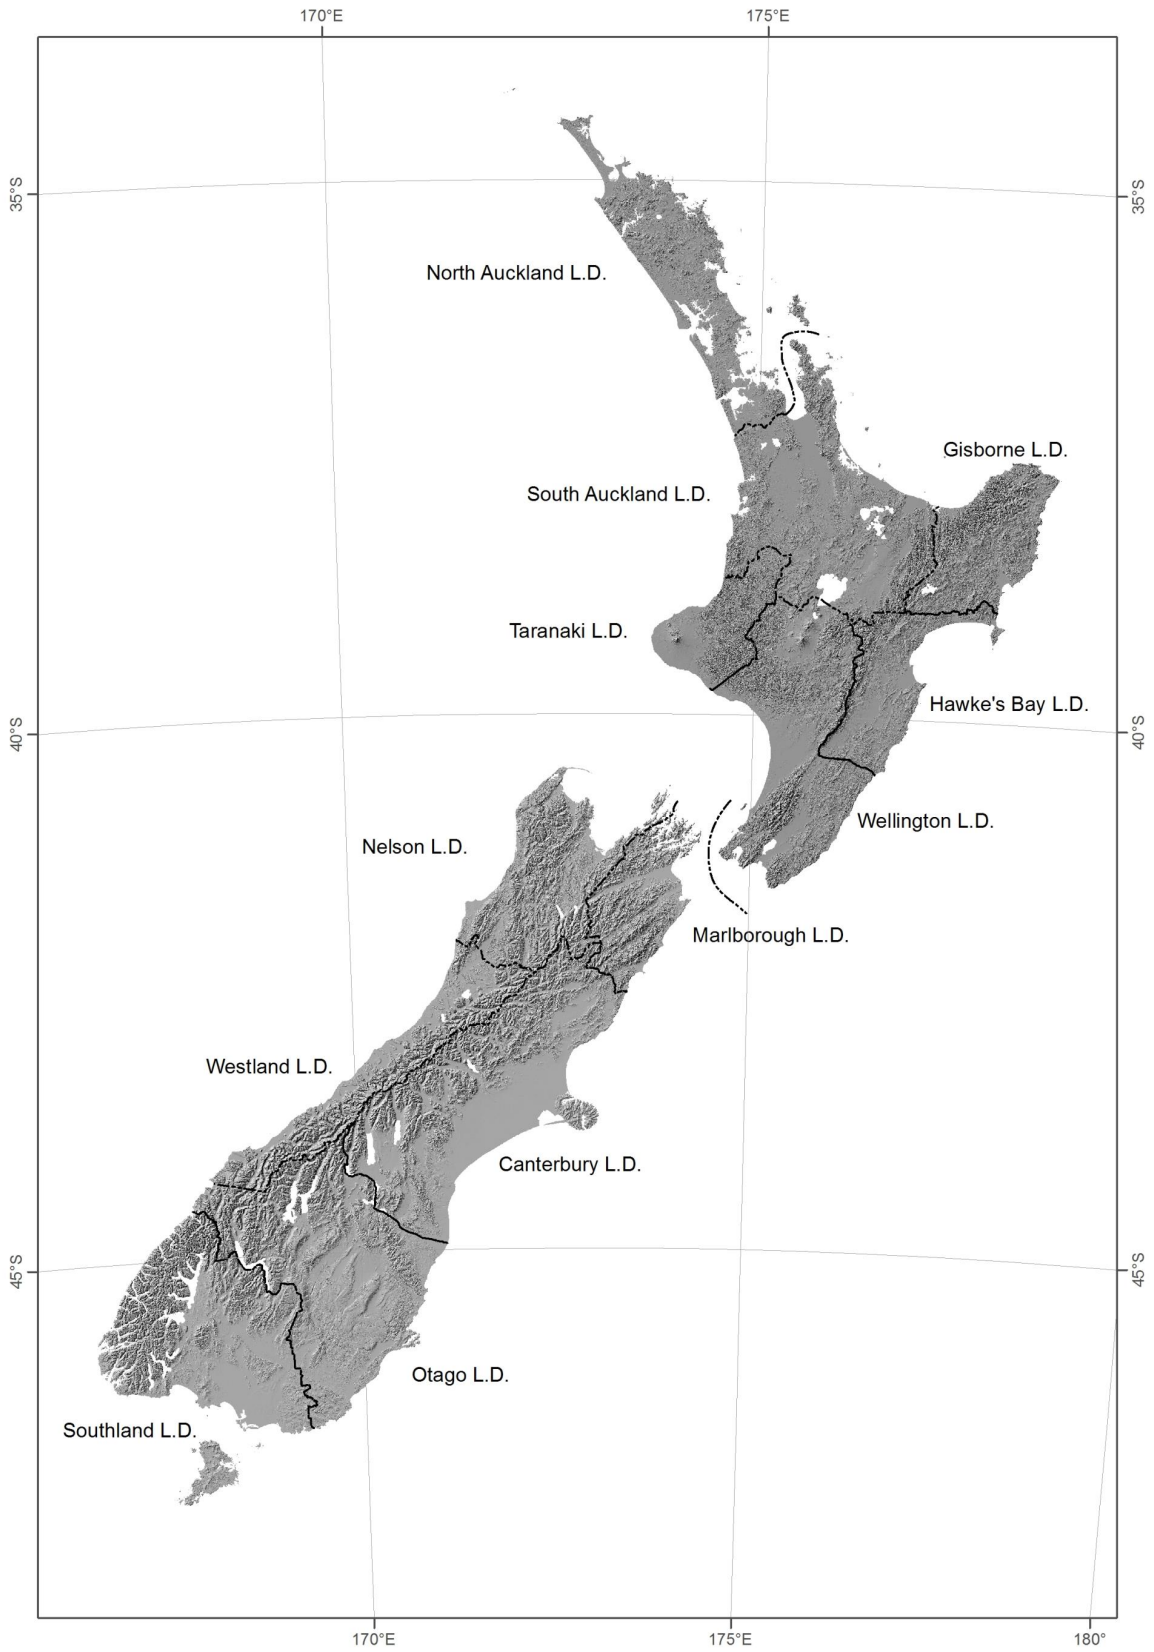 170°E
175°E
35°S
35°S
North Auckland L.D.
Gisborne L.D.
South Auckland L.D.
Taranaki L.D.
Hawke's Bay L.D.
40°S
40°S
Wellington L.D.
Nelson L.D.
Marlborough L.D.
Westland L.D.
Canterbury L.D.
45°S
45°S
Otago L.D.
Southland L.D.
170°E
175°E
180°